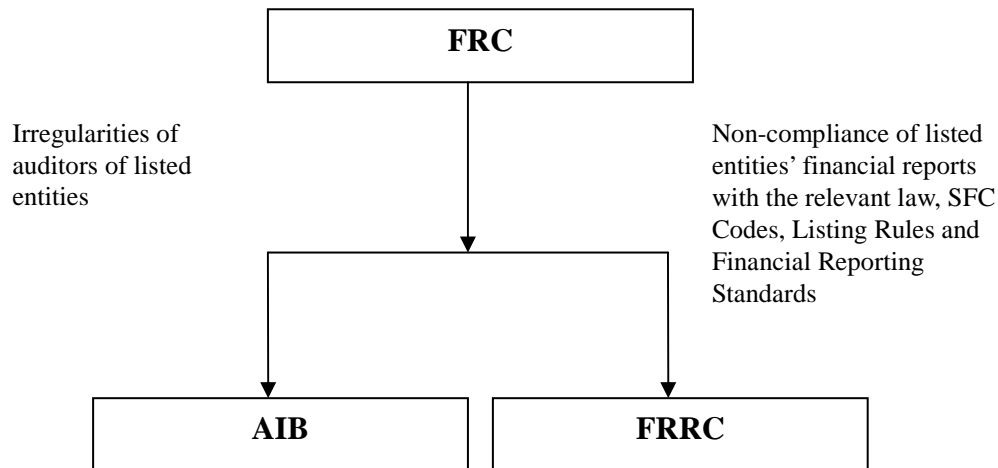 FRC
Irregularities of
auditors of listed
entities
Non-compliance of listed
entities’ financial reports
with the relevant law, SFC
Codes, Listing Rules and
Financial Reporting
Standards
AIB
FRRC